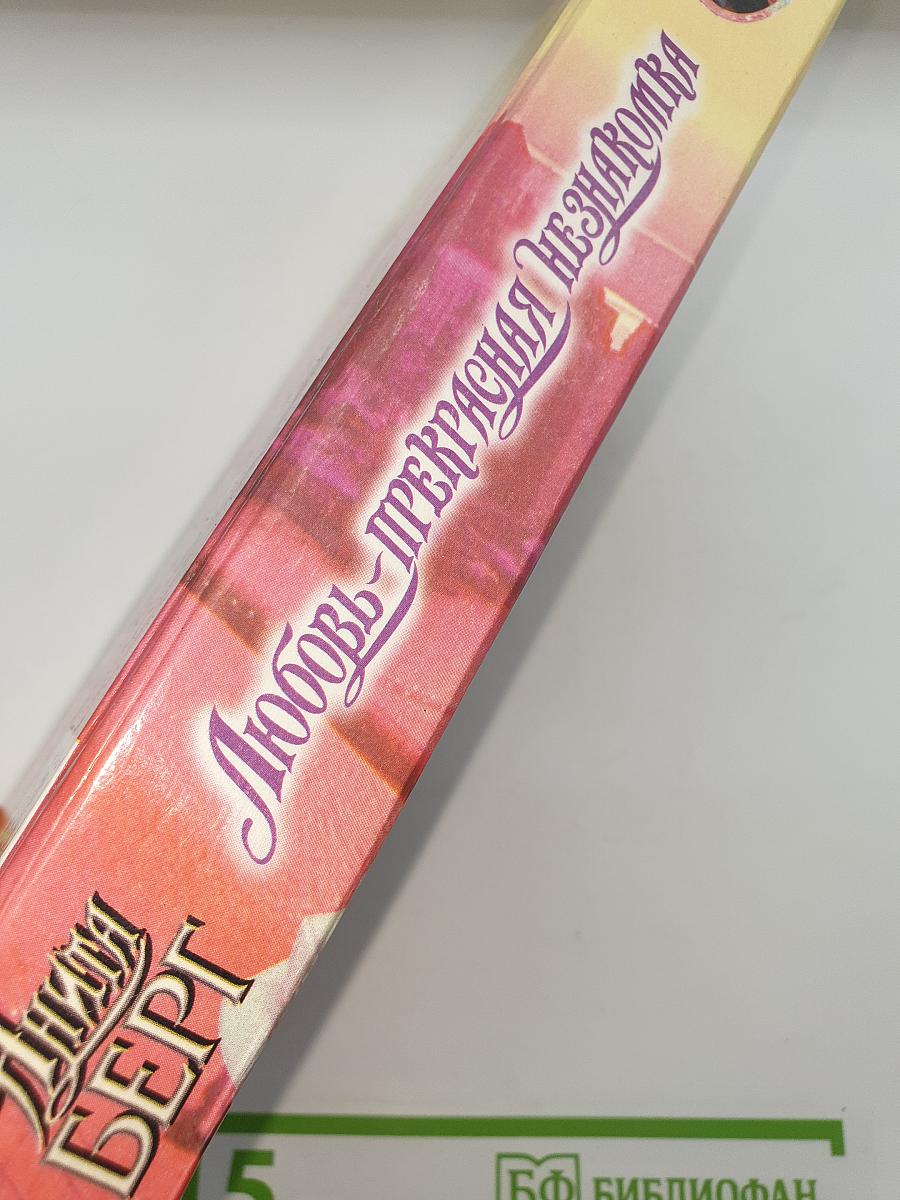 Анита
БЕРГ
Любовь-прекрасная незнакомка
5
БФ БИБЛИОФАН